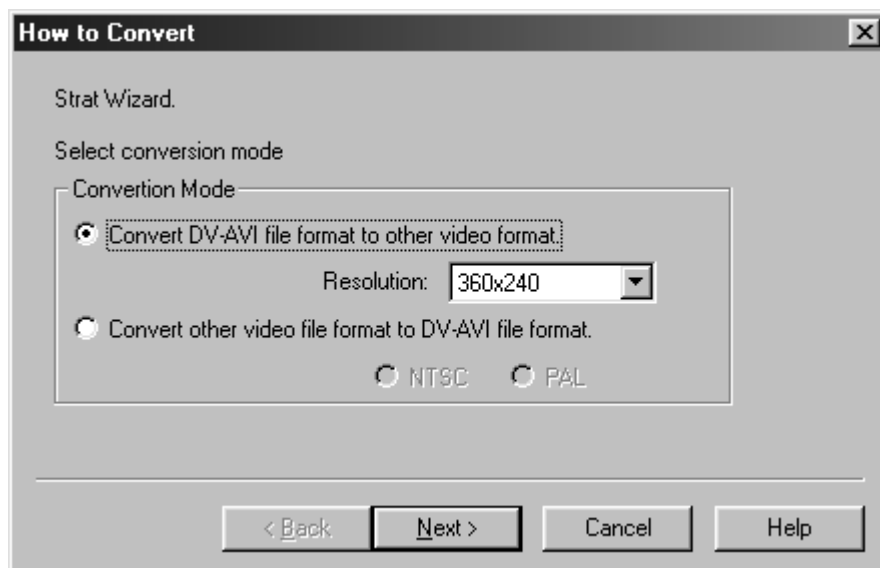 How to Convert
Strat Wizard.
Select conversion mode
Convertion Mode
Convert DV-AVI file format to other video format.
Resolution: 360x240
Convert other video file format to DV-AVI file format.
NTSC PAL
< Back Next > Cancel Help